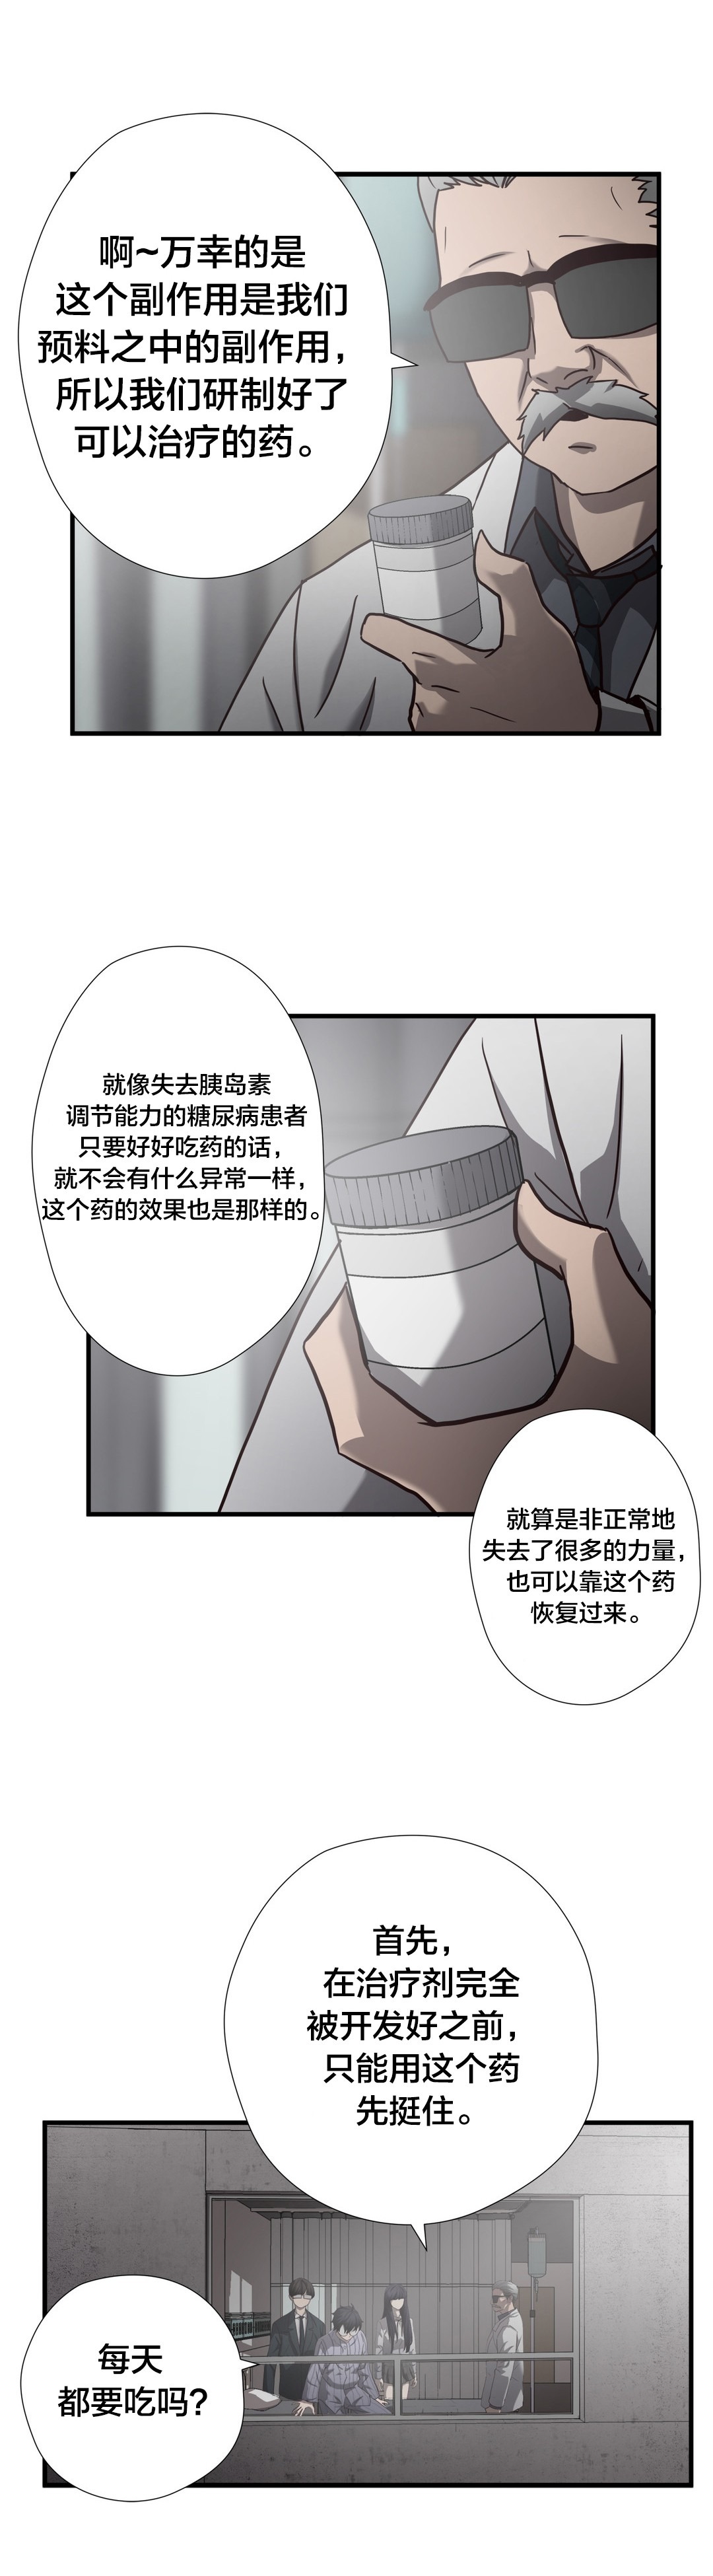 啊~万幸的是
这个副作用是我们
预料之中的副作用，
所以我们研制好了
可以治疗的药。
就像失去胰岛素
调节能力的糖尿病患者
只要好好吃药的话，
就不会有什么异常一样，
这个药的效果也是那样的。
就算是非正常地
失去了很多的力量，
也可以靠这个药
恢复过来。
首先，
在治疗剂完全
被开发好之前，
只能用这个药
先挺住。
每天
都要吃吗？